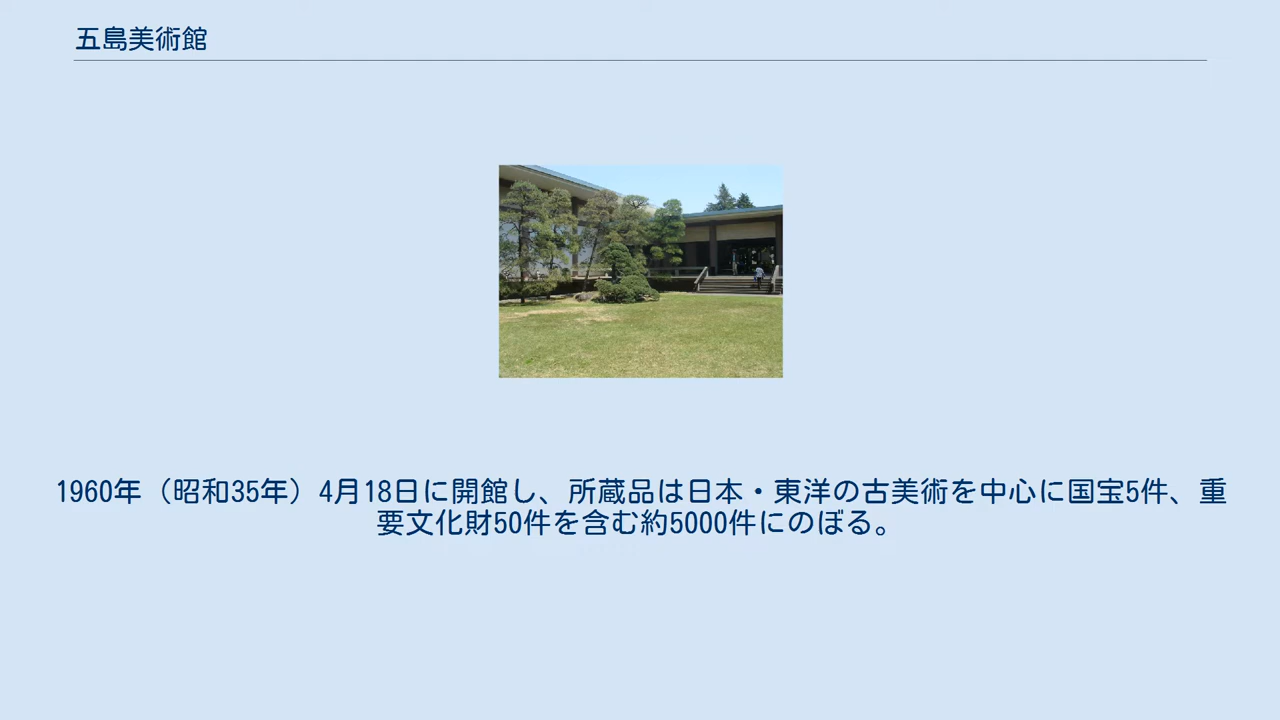 五島美術館
1960年（昭和35年）4月18日に開館し、所蔵品は日本・東洋の古美術を中心に国宝5件、重
要文化財50件を含む約5000件にのぼる。